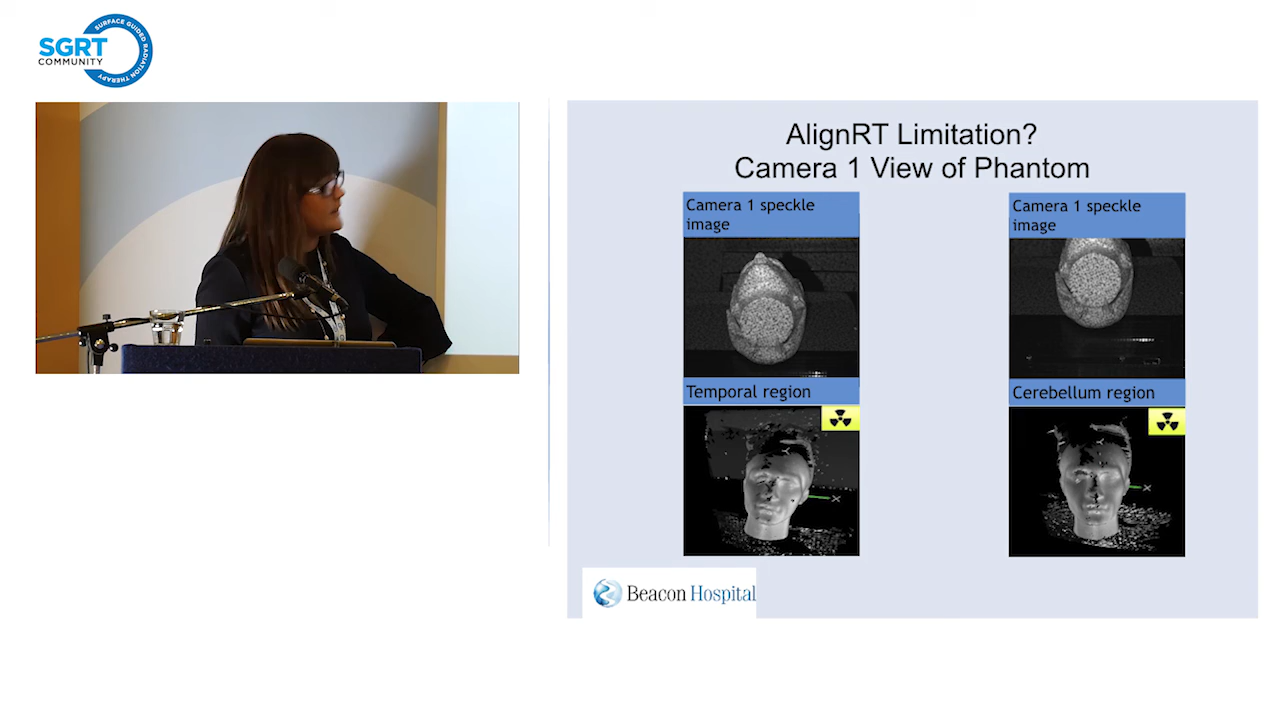 SURFACE GUIDED RADIATION THERAPY
SGRT
COMMUNITY
AlignRT Limitation?
Camera 1 View of Phantom
Camera 1 speckle
image
Camera 1 speckle
image
Temporal region
Cerebellum region
X
X
Beacon Hospital